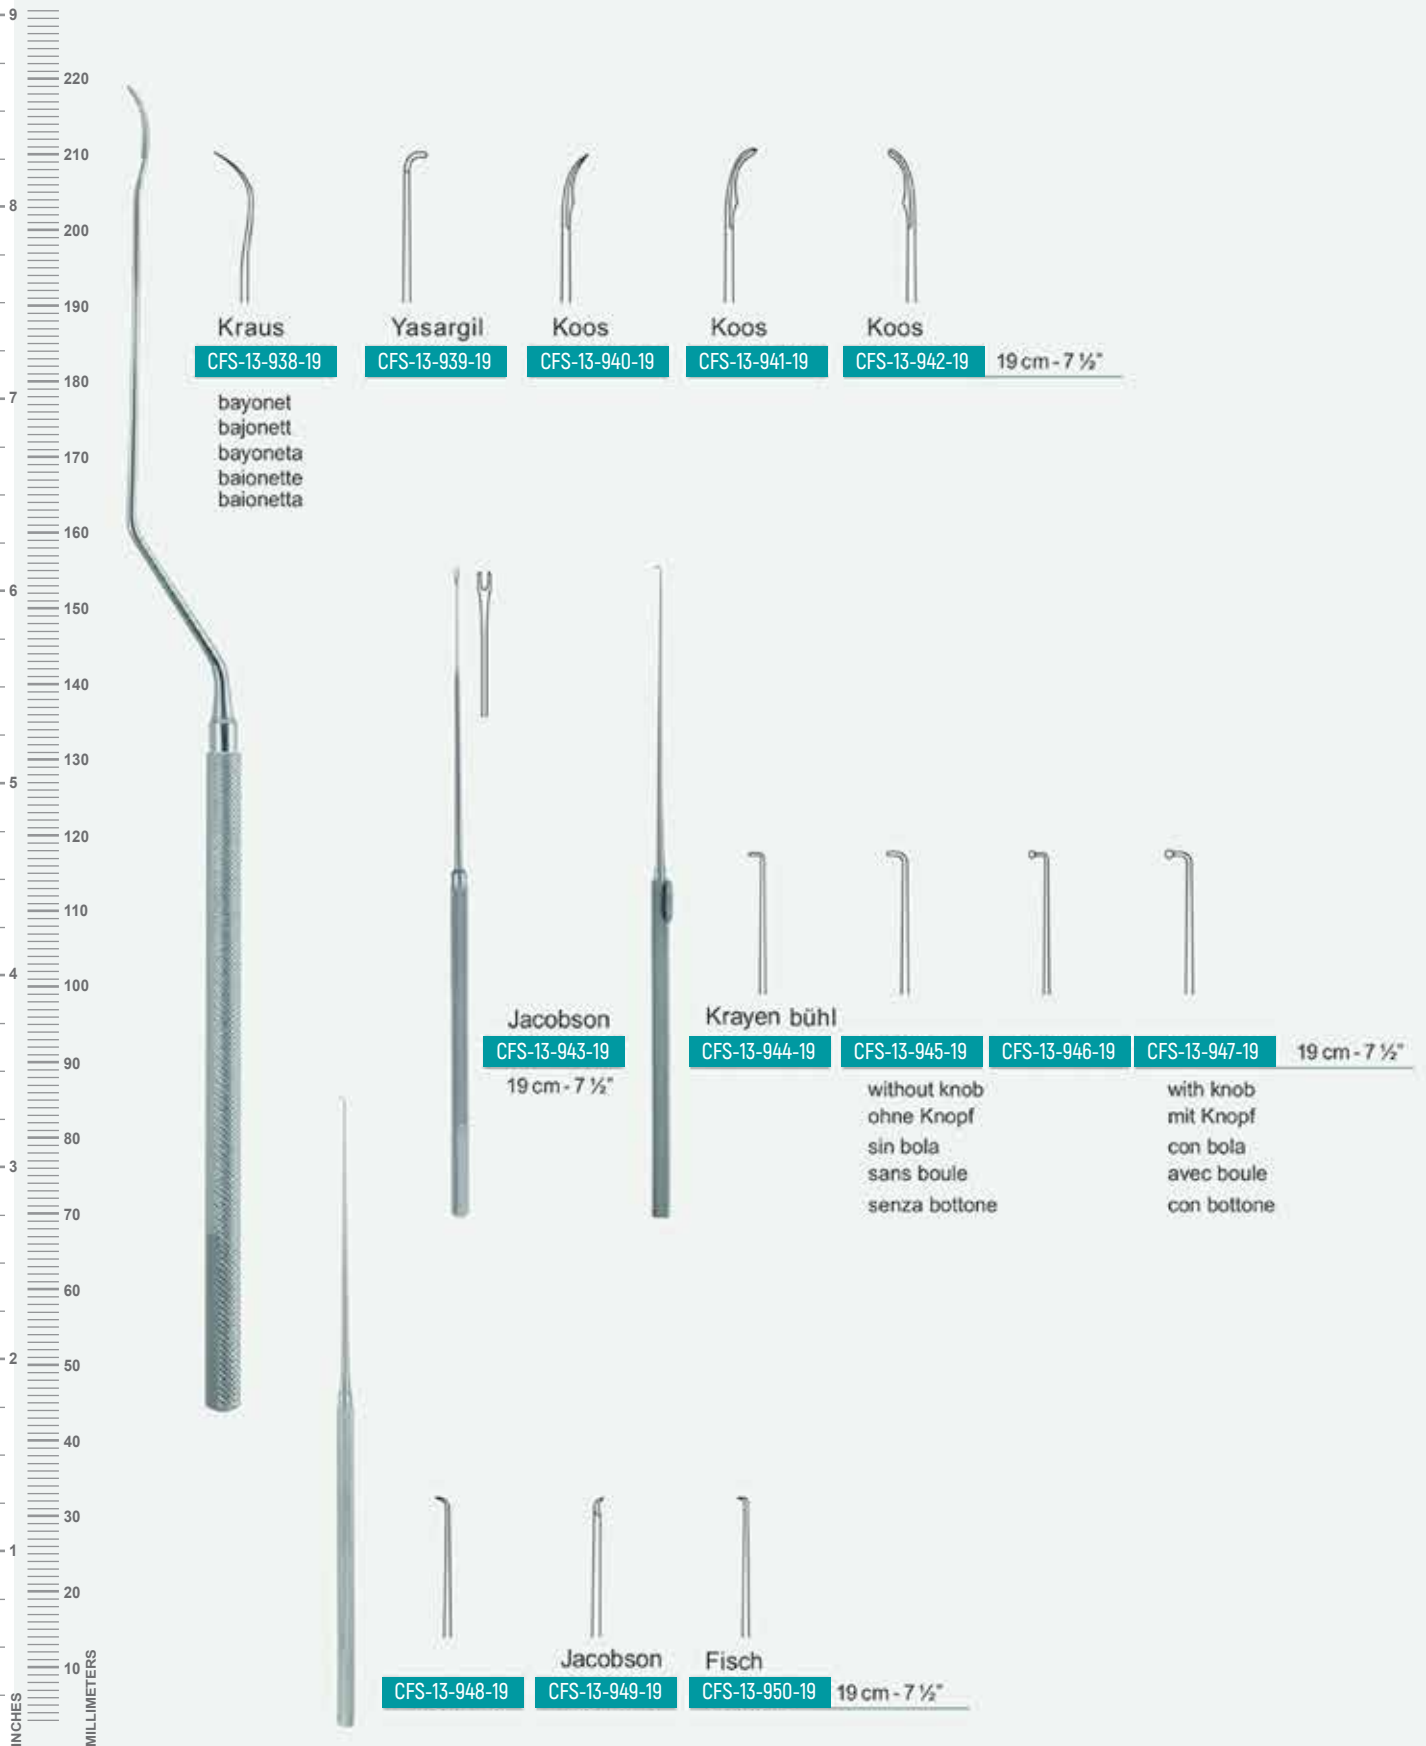 9
220
210
8
200
190
Kraus Yasargil Koos Koos Koos
CFS-13-938-19 CFS-13-939-19 CFS-13-940-19 CFS-13-941-19 CFS-13-942-19 19 cm - 7 ½"
180
7
bayonet
bajonett
bayoneta
baionette
baionetta
170
160
6
150
140
130
5
120
110
4
100
Jacobson Krayen bühl
CFS-13-943-19 CFS-13-944-19 CFS-13-945-19 CFS-13-946-19 CFS-13-947-19 19 cm - 7 ½"
19 cm - 7 ½"
without knob
ohne Knopf
sin bola
sans boule
senza bottone
with knob
mit Knopf
con bola
avec boule
con bottone
90
80
3
70
60
2
50
40
30
1
20
Jacobson Fisch
CFS-13-948-19 CFS-13-949-19 CFS-13-950-19 19 cm - 7 ½"
10
INCHES
MILLIMETERS